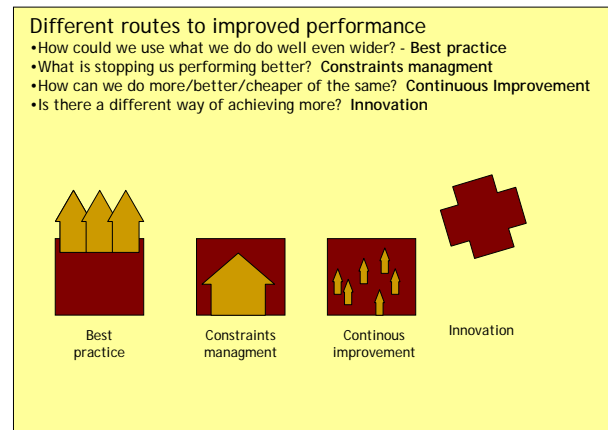 Different routes to improved performance
•How could we use what we do do well even wider? - Best practice
•What is stopping us performing better?  Constraints managment
•How can we do more/better/cheaper of the same?  Continuous Improvement
•Is there a different way of achieving more?  Innovation
Best
practice
Constraints
managment
Continous
improvement
Innovation